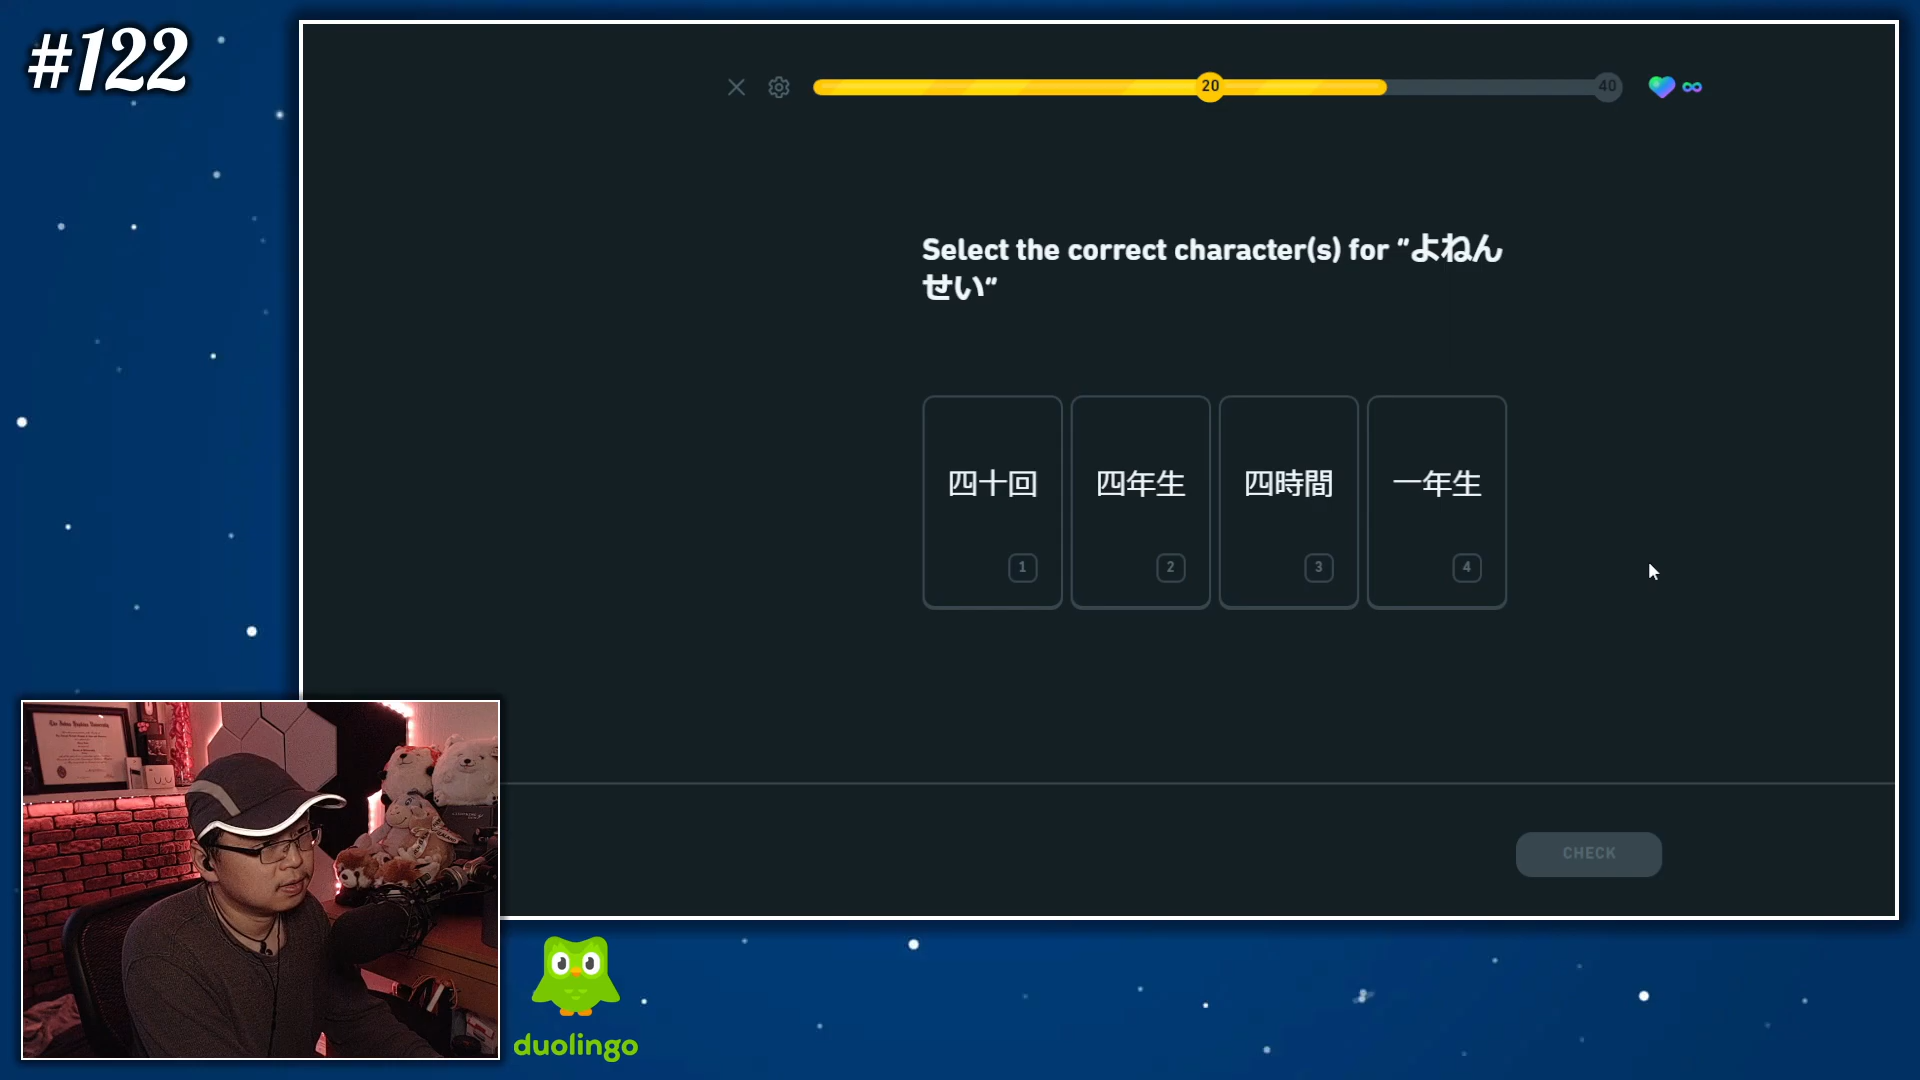 #122
20
40
Select the correct character(s) for "よねん
せい"
四十回
四年生
四時間
一年生
1
2
3
4
CHECK
duolingo